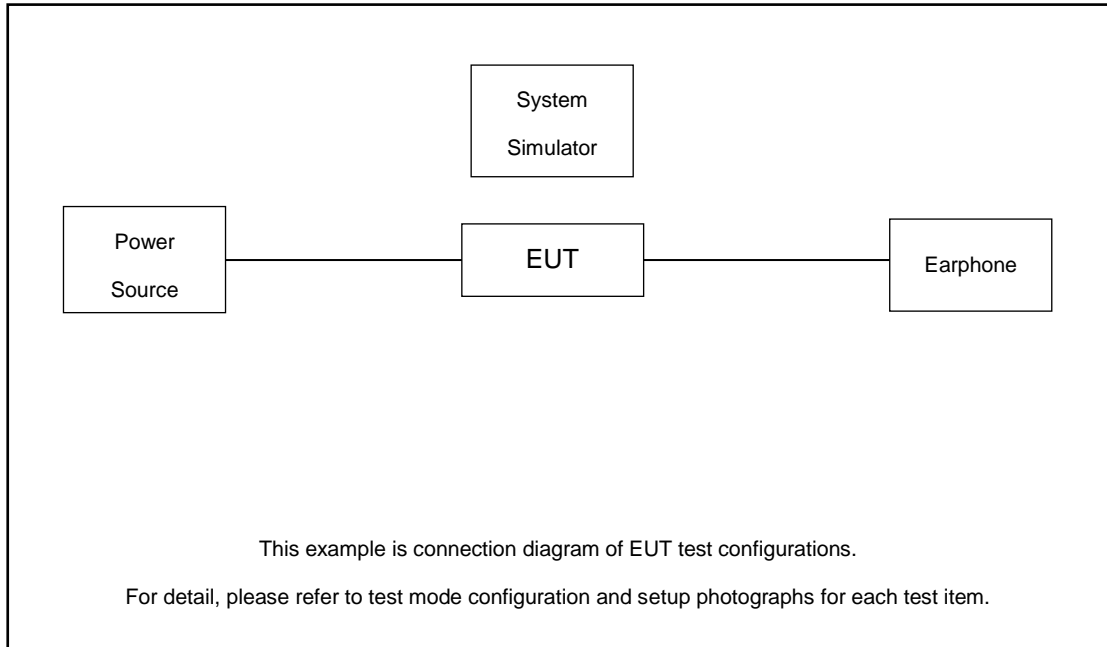 System
Simulator
Power
Source
EUT
Earphone
This example is connection diagram of EUT test configurations.
For detail, please refer to test mode configuration and setup photographs for each test item.